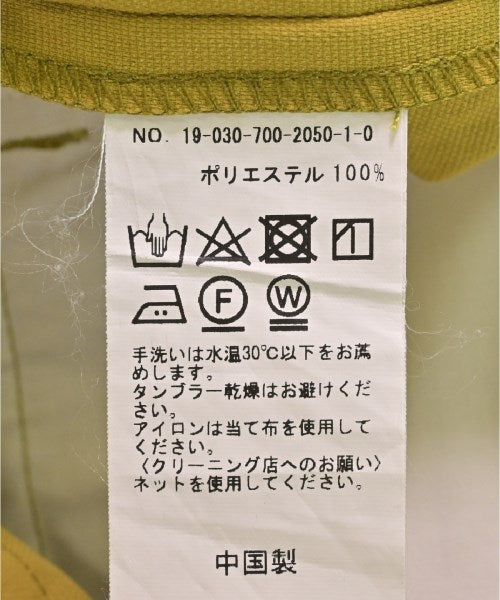 NO. 19-030-700-2050-1-0
ポリエステル 100%
F W
手洗いは水温30℃以下をお薦
めします。
タンブラー乾燥はお避けくだ
さい。
アイロンは当て布を使用して
ください。
〈クリーニング店へのお願い〉
ネットを使用してください。
中国製